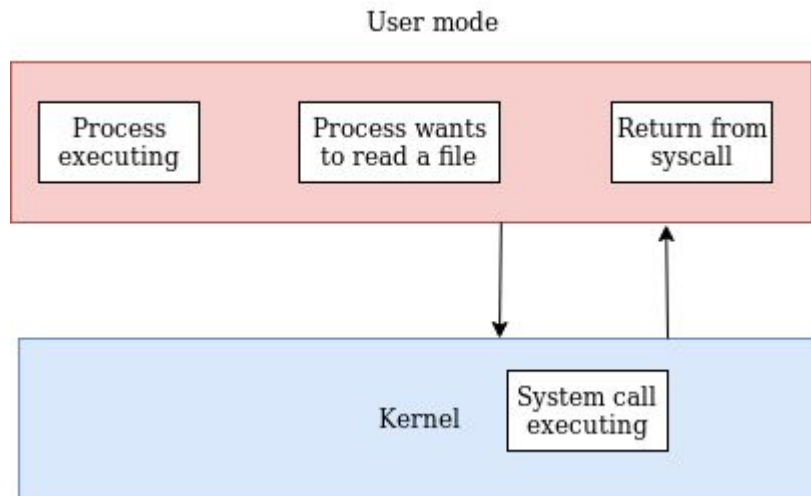 User mode
Process
executing
Process wants
to read a file
Return from
syscall
Kernel
System call
executing